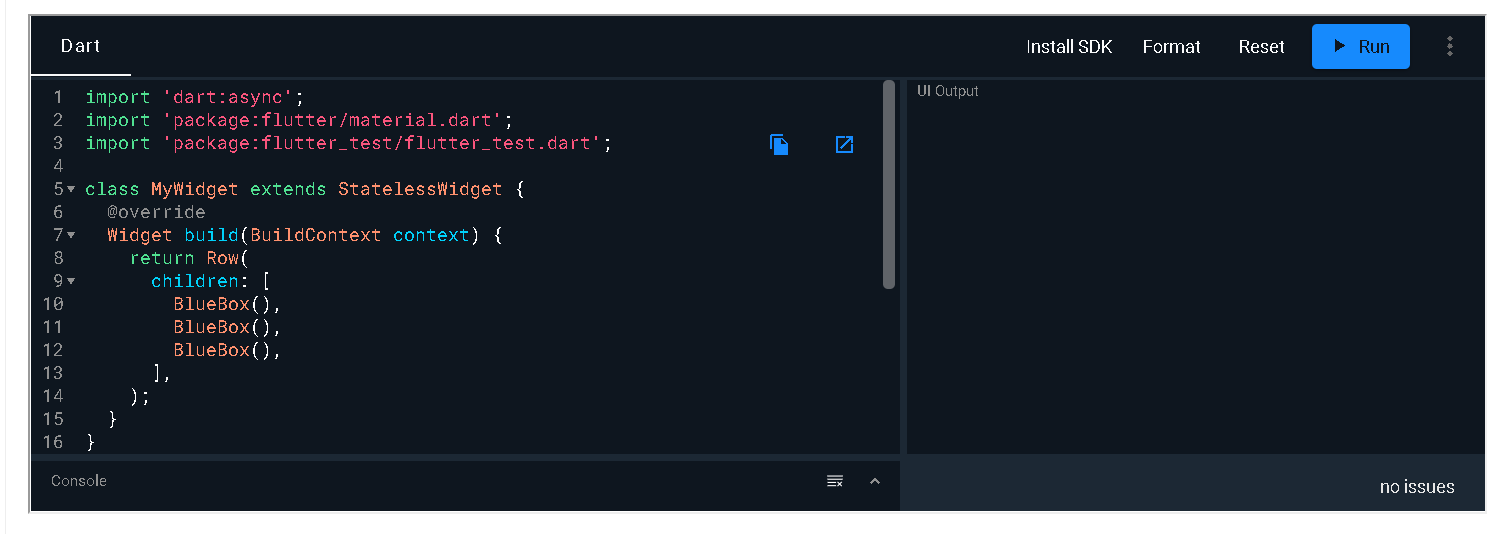 Dart
Install SDK Format Reset Run
1 import 'dart:async';
2 import 'package:flutter/material.dart';
3 import 'package:flutter_test/flutter_test.dart';
4
5 class MyWidget extends StatelessWidget {
6   @override
7   Widget build(BuildContext context) {
8     return Row(
9       children: [
10         BlueBox(),
11         BlueBox(),
12         BlueBox(),
13       ],
14     );
15   }
16 }
UI Output
Console
no issues